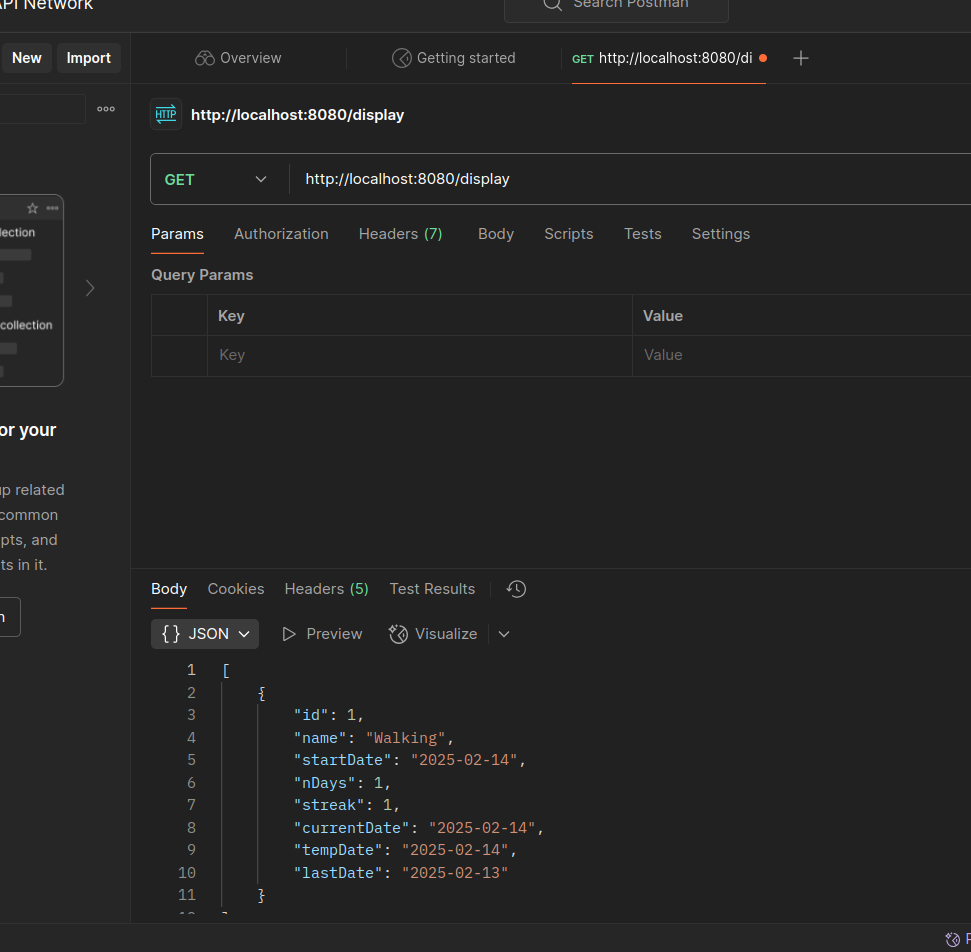 API Network
Search Postman
New
Import
Overview
Getting started
GET http://localhost:8080/di
HTTP
http://localhost:8080/display
GET
http://localhost:8080/display
lection
collection
or your
up related
common
pts, and
ts in it.
n
Params
Authorization
Headers (7)
Body
Scripts
Tests
Settings
Query Params
Key
Value
Key
Value
Body
Cookies
Headers (5)
Test Results
{} JSON
Preview
Visualize
1 [
2 {
3 "id": 1,
4 "name": "Walking",
5 "startDate": "2025-02-14",
6 "nDays": 1,
7 "streak": 1,
8 "currentDate": "2025-02-14",
9 "tempDate": "2025-02-14",
10 "lastDate": "2025-02-13"
11 }